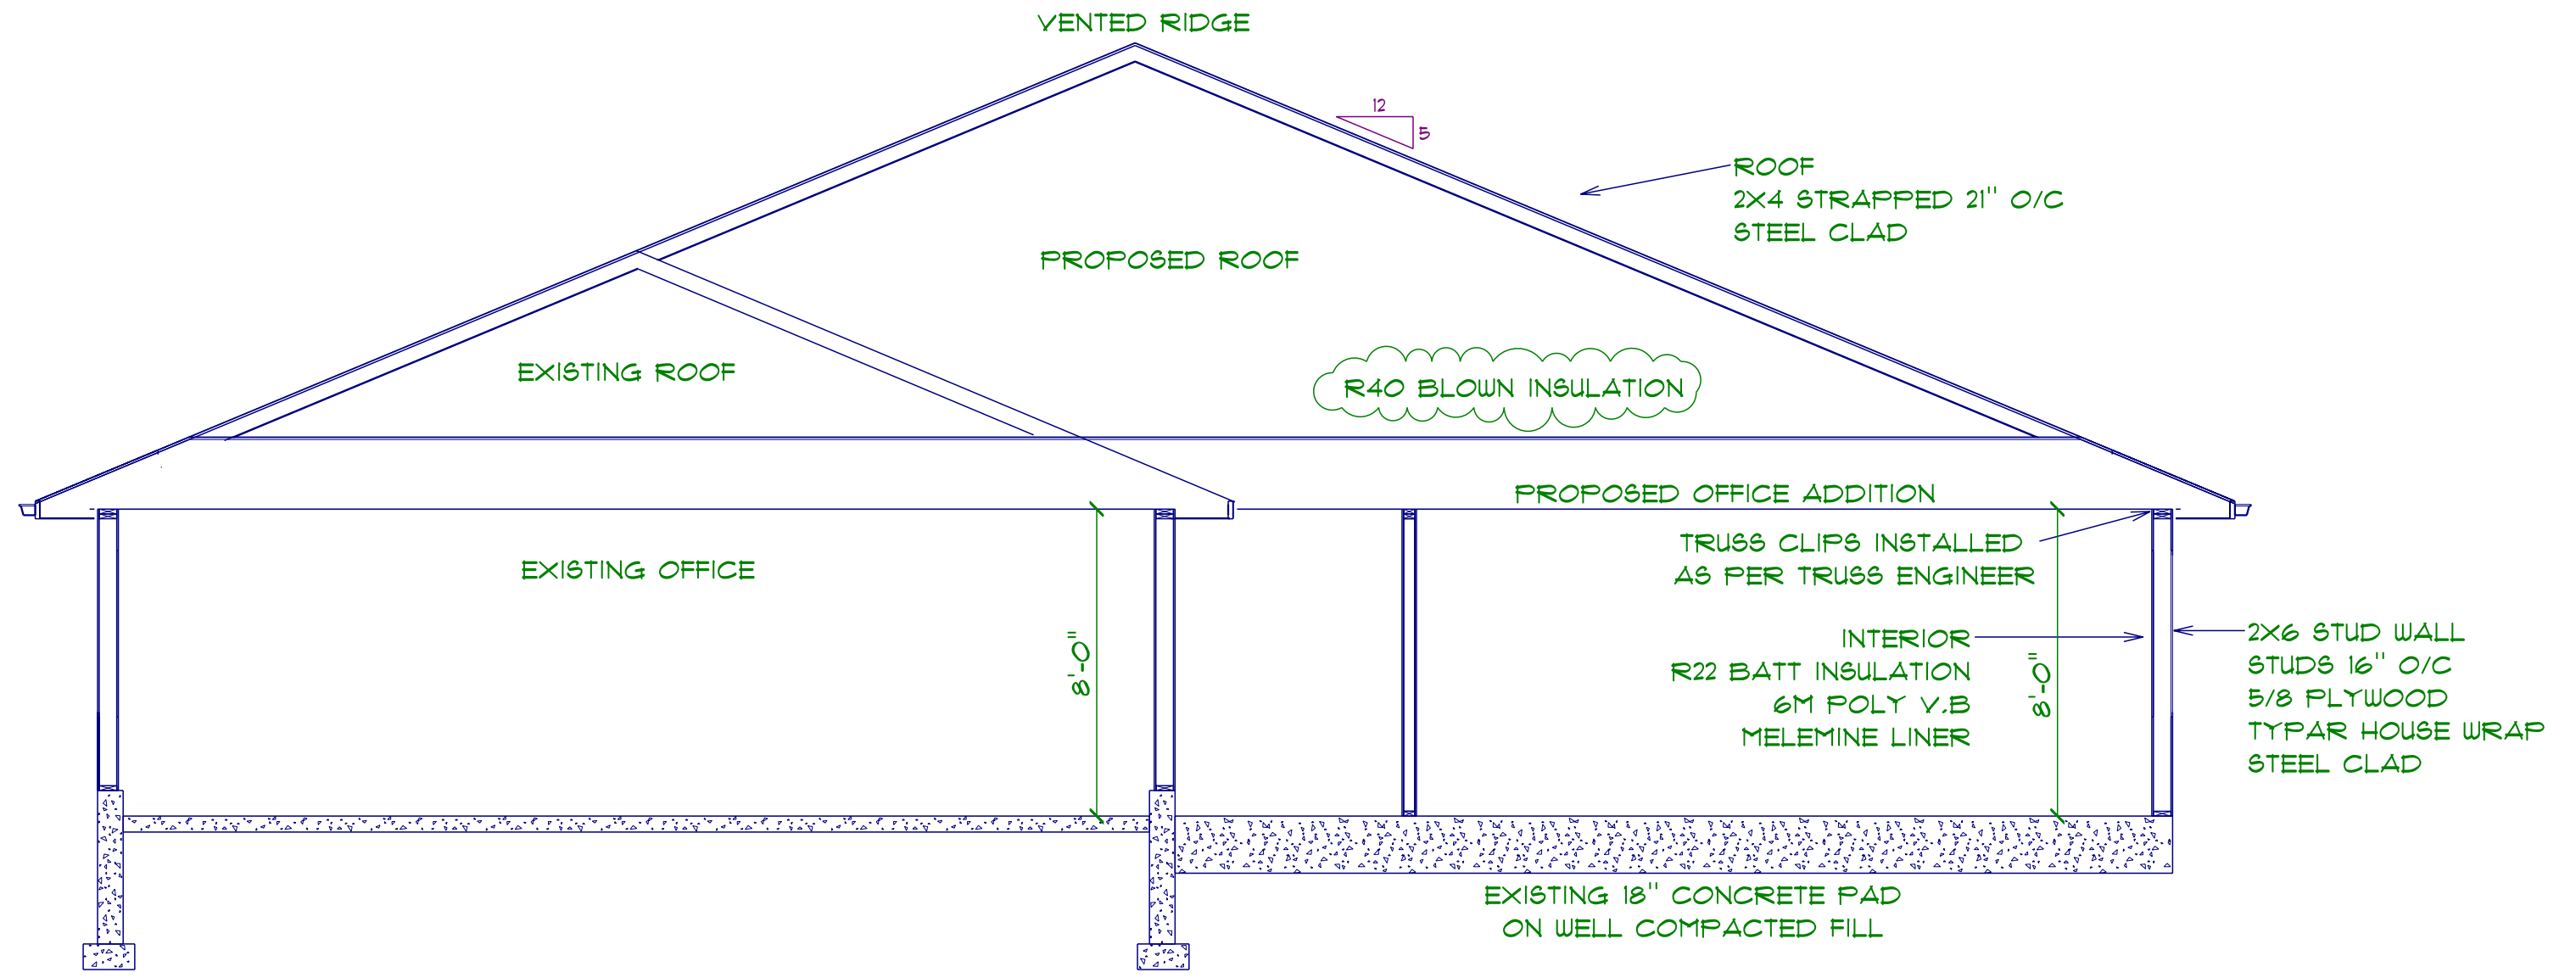 VENTED RIDGE
12
5
ROOF
2X4 STRAPPED 21" O/C
STEEL CLAD
PROPOSED ROOF
EXISTING ROOF
R40 BLOWN INSULATION
PROPOSED OFFICE ADDITION
TRUSS CLIPS INSTALLED
AS PER TRUSS ENGINEER
EXISTING OFFICE
8'-0"
INTERIOR
R22 BATT INSULATION
6M POLY V.B
MELEMINE LINER
8'-0"
2X6 STUD WALL
STUDS 16" O/C
5/8 PLYWOOD
TYPAR HOUSE WRAP
STEEL CLAD
EXISTING 18" CONCRETE PAD
ON WELL COMPACTED FILL